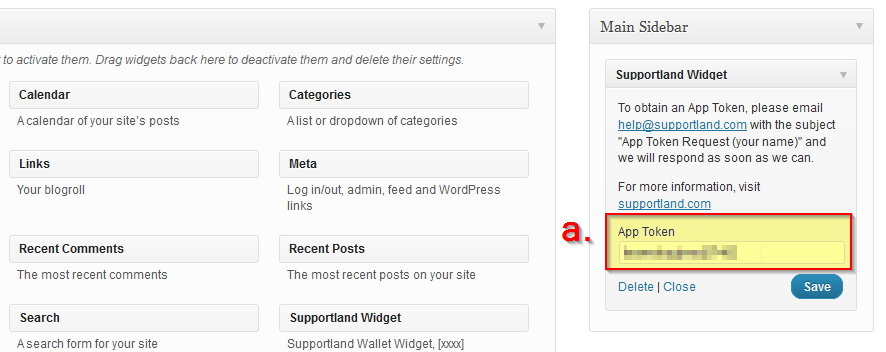 to activate them. Drag widgets back here to deactivate them and delete their settings.
Calendar
A calendar of your site's posts
Categories
A list or dropdown of categories
Links
Your blogroll
Meta
Log in/out, admin, feed and WordPress
links
Recent Comments
The most recent comments
Recent Posts
The most recent posts on your site
Search
A search form for your site
Supportland Widget
Supportland Wallet Widget, [xxxx]
Main Sidebar
Supportland Widget
To obtain an App Token, please email
help@supportland.com with the subject
"App Token Request (your name)" and
we will respond as soon as we can.
For more information, visit
supportland.com
a.
App Token
Delete | Close
Save